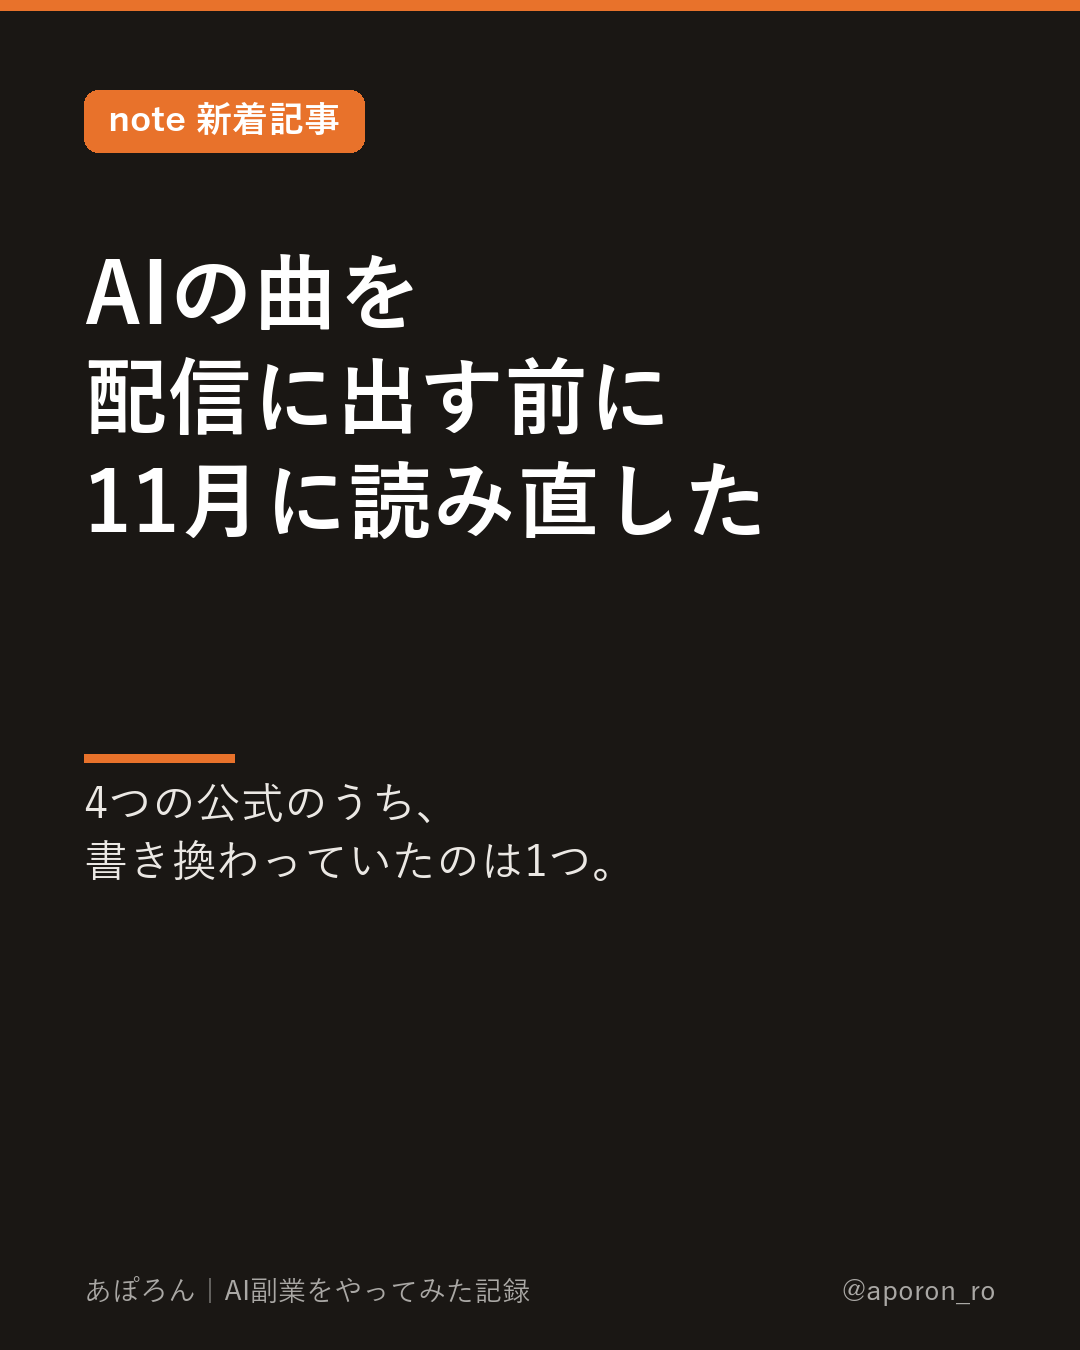 note 新着記事
AIの曲を
配信に出す前に
11月に読み直した
4つの公式のうち、
書き換わっていたのは1つ。
あぽろん｜AI副業をやってみた記録
@aporon_ro